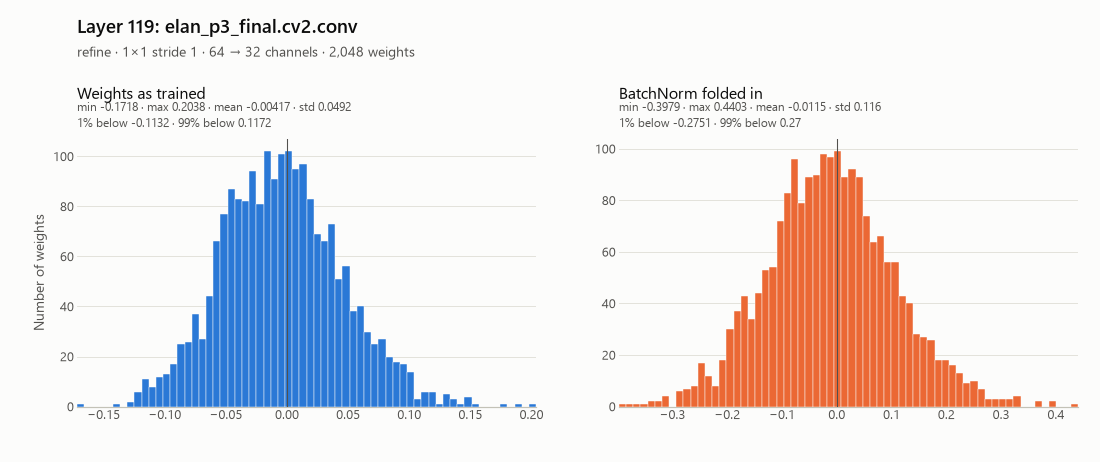 Layer 119: elan_p3_final.cv2.conv
refine · 1×1 stride 1 · 64 → 32 channels · 2,048 weights
Weights as trained
min -0.1718 · max 0.2038 · mean -0.00417 · std 0.0492
1% below -0.1132 · 99% below 0.1172
Number of weights
100
80
60
40
20
0
−0.15 −0.10 −0.05 0.00 0.05 0.10 0.15 0.20
BatchNorm folded in
min -0.3979 · max 0.4403 · mean -0.0115 · std 0.116
1% below -0.2751 · 99% below 0.27
100
80
60
40
20
0
−0.3 −0.2 −0.1 0.0 0.1 0.2 0.3 0.4